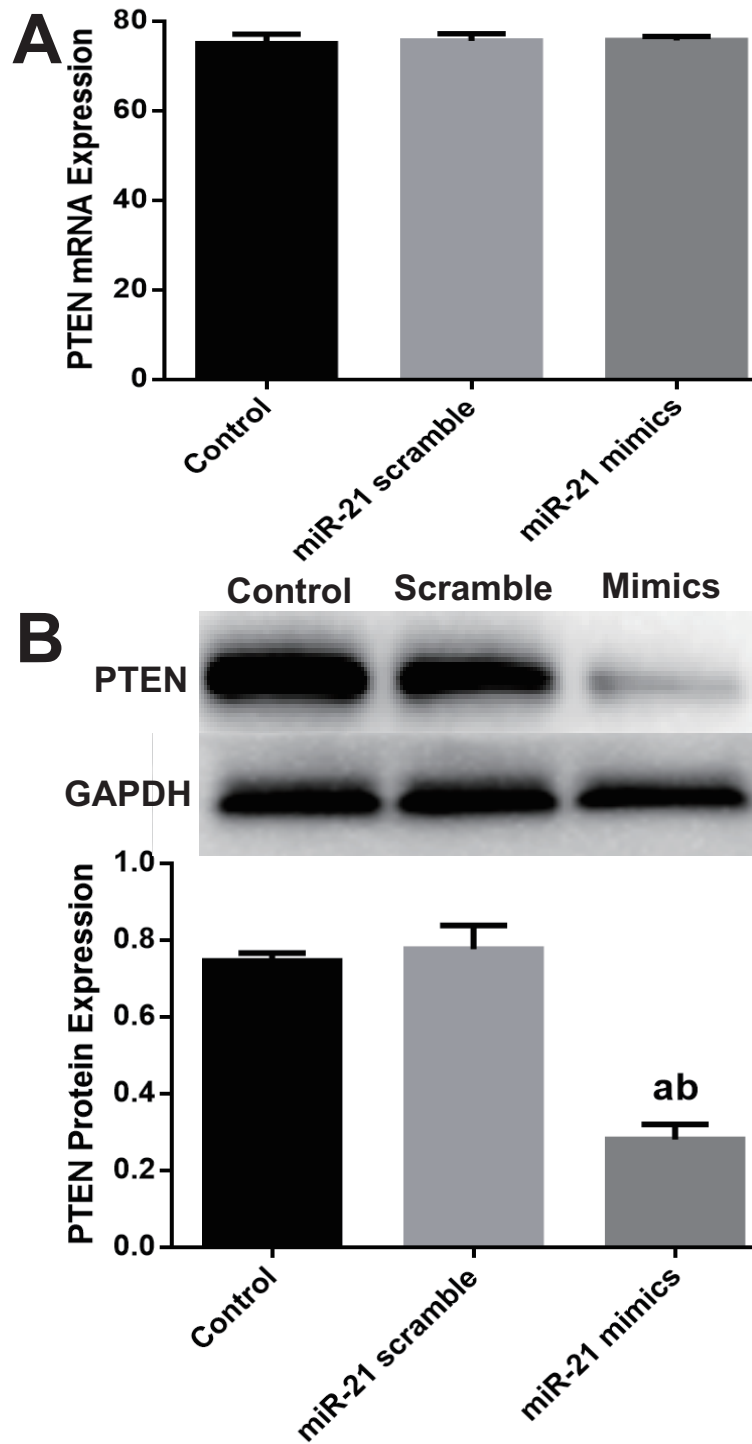 A
PTEN mRNA Expression
80
60
40
20
0
Control
miR-21 scramble
miR-21 mimics
B
Control Scramble Mimics
PTEN
GAPDH
PTEN Protein Expression
1.0
0.8
0.6
0.4
0.2
0.0
ab
Control
miR-21 scramble
miR-21 mimics